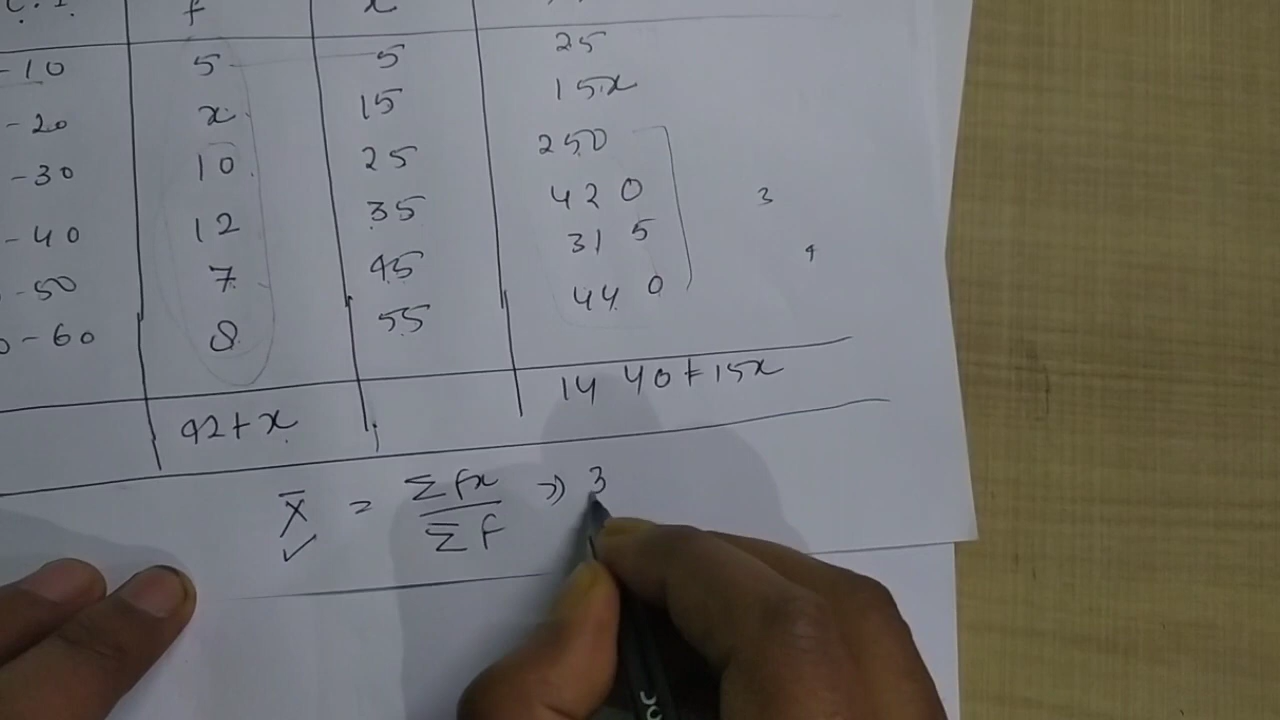 C.I. f x
-10 5 5 25
-20 x 15 15x
-30 10 25 250
-40 12 35 420
-50 7 45 315
0-60 8 55 440
3
4
42+x 1440+15x
X̄ = Σfx/Σf ⇒ 3